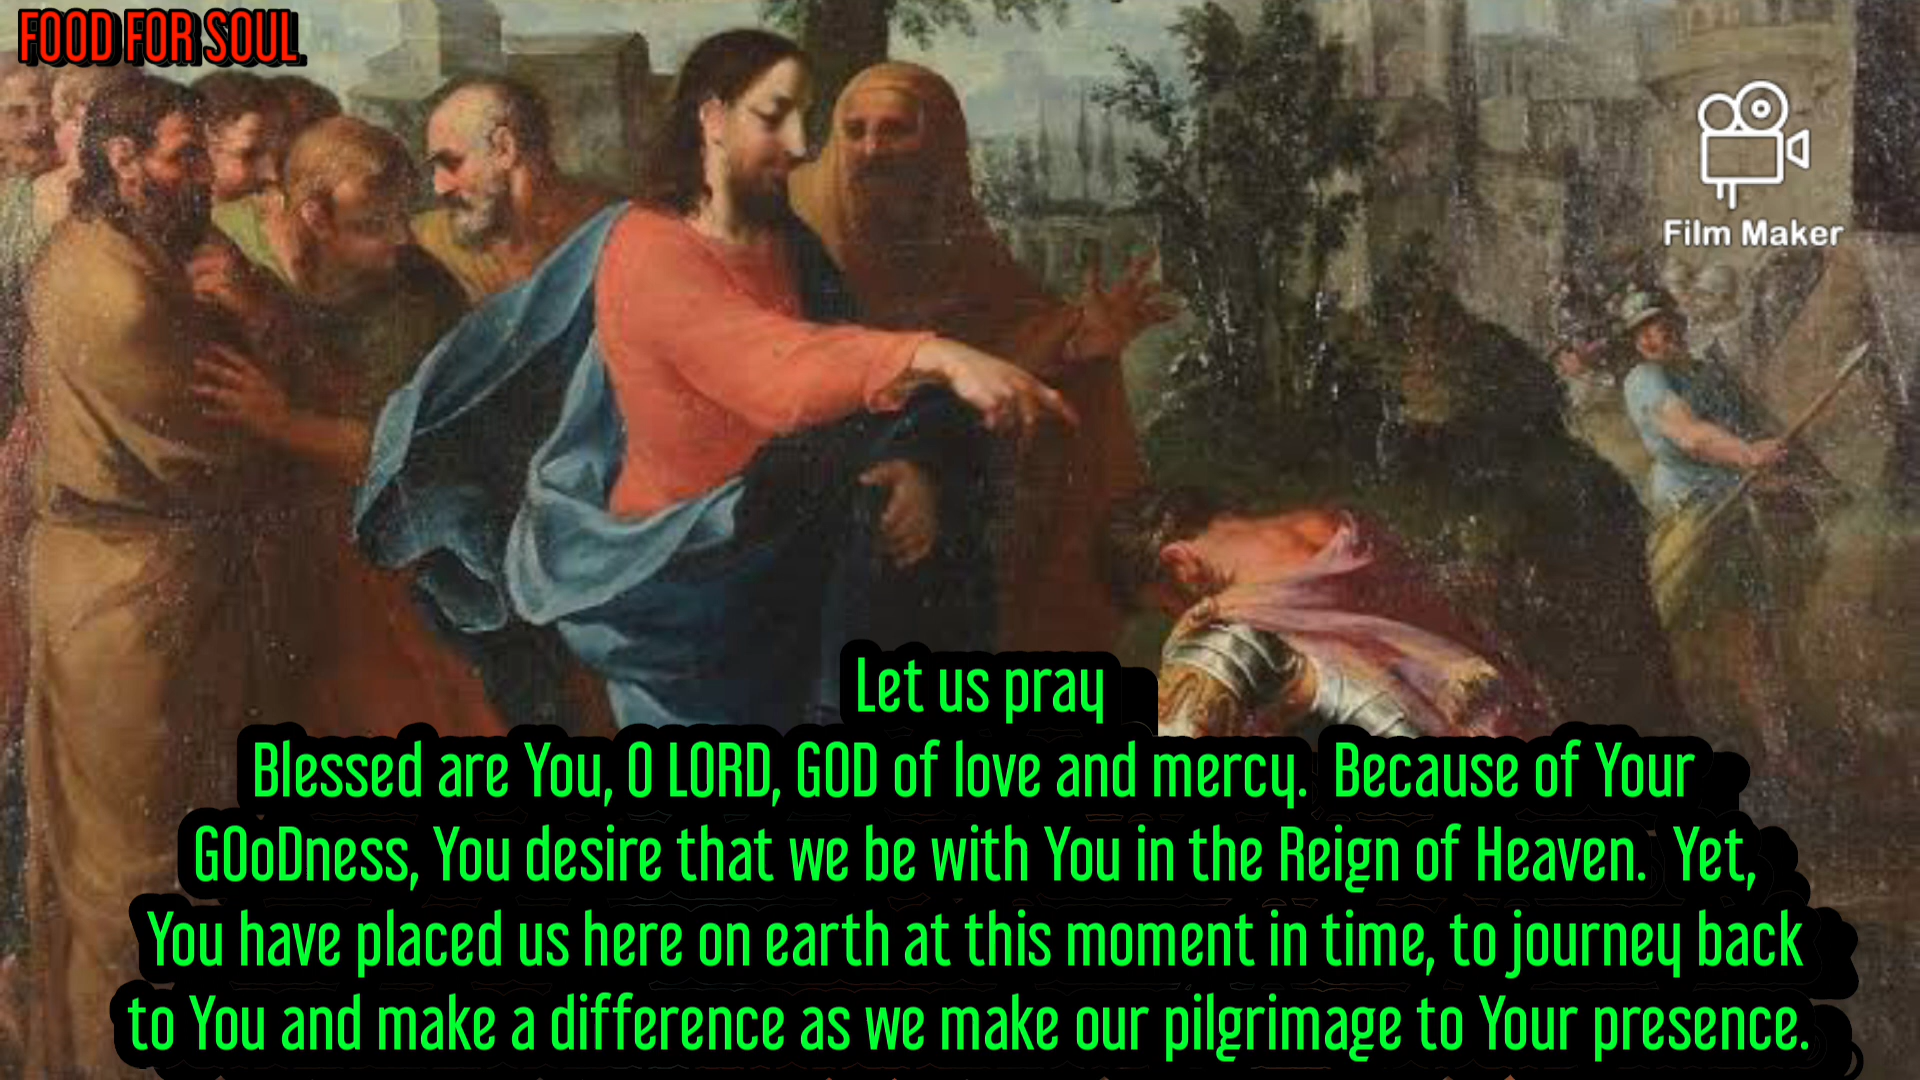 FOOD FOR SOUL
Film Maker
Let us pray
Blessed are You, O LORD, GOD of love and mercy. Because of Your
GOoDness, You desire that we be with You in the Reign of Heaven. Yet,
You have placed us here on earth at this moment in time, to journey back
to You and make a difference as we make our pilgrimage to Your presence.